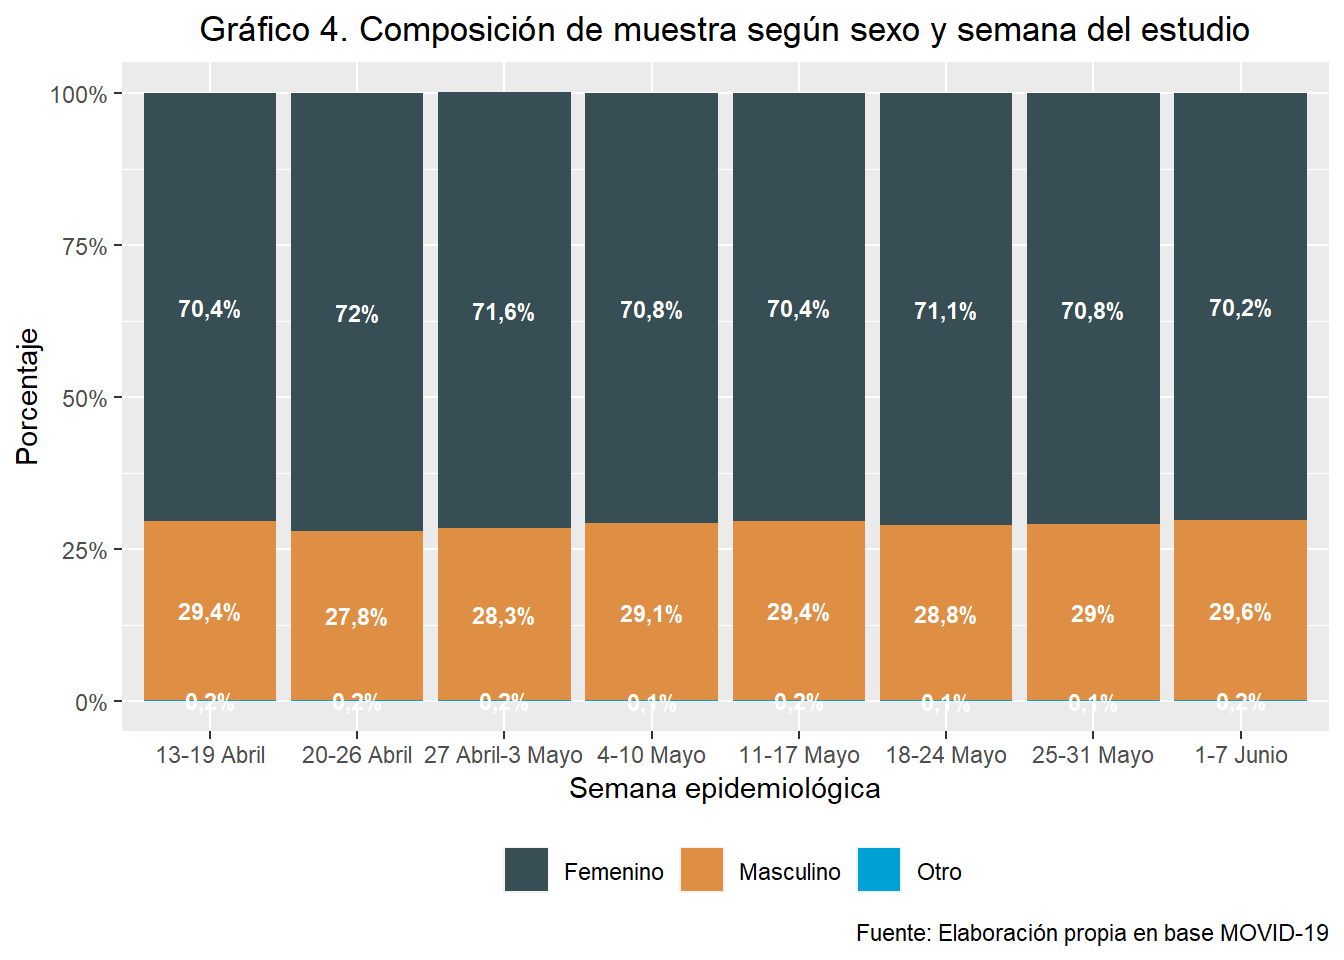 Gráfico 4. Composición de muestra según sexo y semana del estudio
Porcentaje
100%
75%
50%
25%
0%
70,4% 72% 71,6% 70,8% 70,4% 71,1% 70,8% 70,2%
29,4% 27,8% 28,3% 29,1% 29,4% 28,8% 29% 29,6%
0,2% 0,2% 0,2% 0,1% 0,2% 0,1% 0,1% 0,2%
13-19 Abril 20-26 Abril 27 Abril-3 Mayo 4-10 Mayo 11-17 Mayo 18-24 Mayo 25-31 Mayo 1-7 Junio
Semana epidemiológica
Femenino Masculino Otro
Fuente: Elaboración propia en base MOVID-19